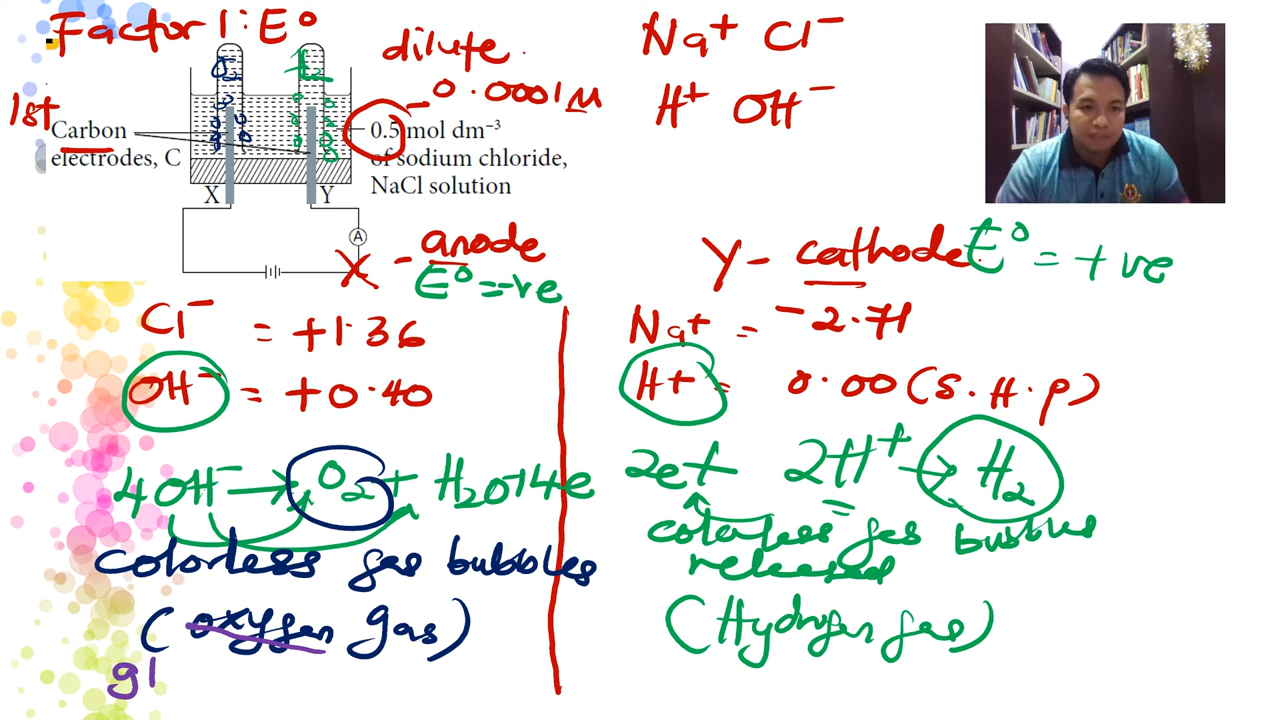 Factor 1: E°
dilute.
0.0001 M
Na⁺ Cl⁻
H⁺ OH⁻
1st
Carbon
electrodes, C
0.5 mol dm⁻³
of sodium chloride,
NaCl solution
X Y
A
X - anode
E° = -ve
Y - cathode E° = +ve
Cl⁻ = +1.36
OH⁻ = +0.40
Na⁺ = -2.71
H+ = 0.00 (S.H.P)
4OH⁻ → O₂ + H₂O + 4e
colorless gas bubbles
(oxygen gas)
gl
2e + 2H⁺ → H₂
colorless gas bubbles
released
(Hydrogen gas)